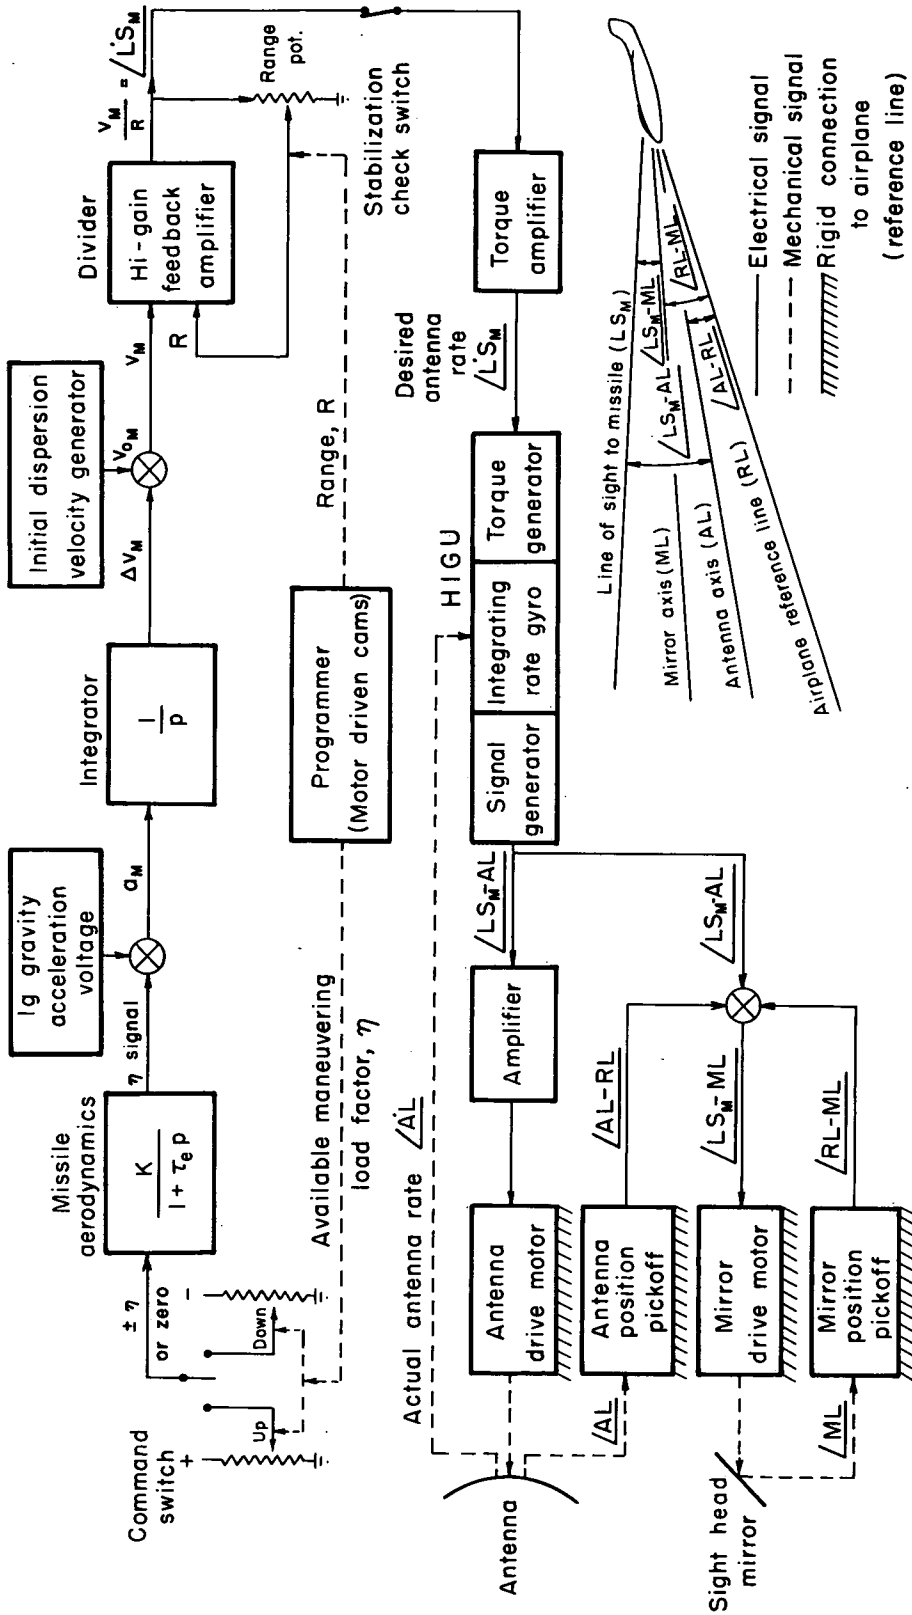 Command
switch
+
−
Up
Down
± η
or zero
Missile
aerodynamics
K
1 + τe p
η signal
1g gravity
acceleration
voltage
aM
Integrator
1
p
ΔVM
Initial dispersion
velocity generator
VoM
VM
Divider
Hi-gain
feedback
amplifier
R
VM
R
= ∠L̇SM
Range
pot.
Stabilization
check switch
Available maneuvering
load factor, η
Programmer
(Motor driven cams)
Range, R
Actual antenna rate ∠ȦL
HIGU
Signal
generator
Integrating
rate gyro
Torque
generator
Desired
antenna
rate
∠L̇SM
Torque
amplifier
∠LSM-AL
∠LSM-AL
Amplifier
Antenna
Antenna
drive motor
∠AL
Antenna
position
pickoff
∠AL-RL
Sight head
mirror
Mirror
drive motor
∠LSM-ML
∠ML
Mirror
position
pickoff
∠RL-ML
Line of sight to missile (LSM)
Mirror axis (ML)
Antenna axis (AL)
Airplane reference line (RL)
∠LSM-AL
∠LSM-ML
∠AL-RL
∠RL-ML
Electrical signal
Mechanical signal
Rigid connection
to airplane
(reference line)